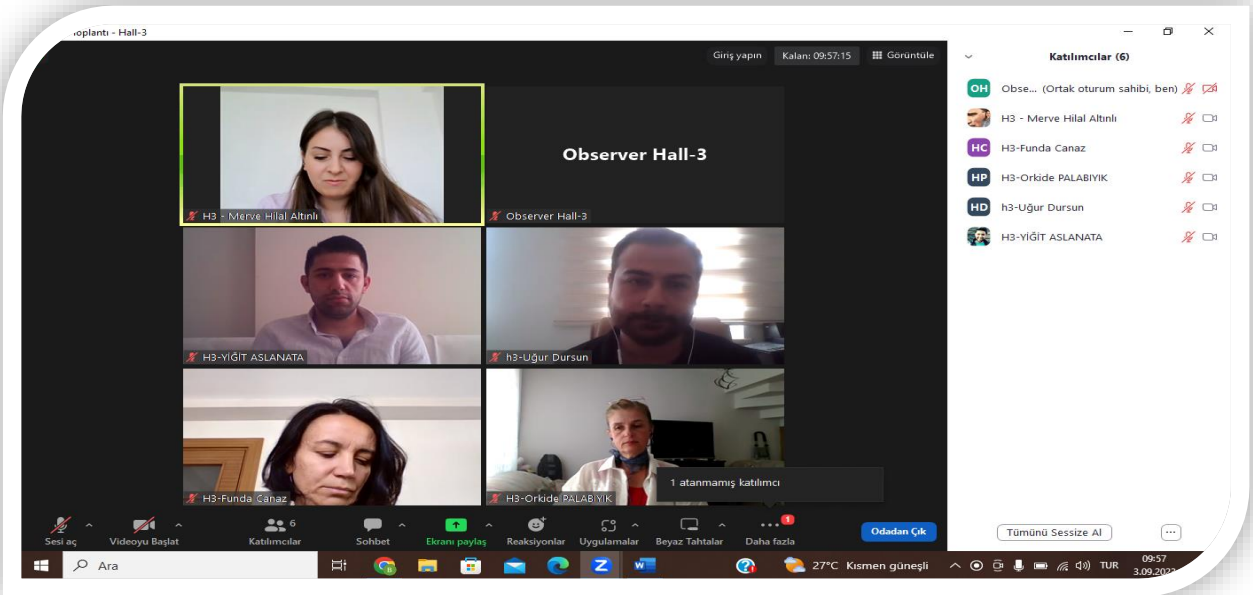 oplantı - Hall-3
Giriş yapın
Kalan: 09:57:15
Görüntüle
Katılımcılar (6)
OH Obse... (Ortak oturum sahibi, ben)
H3 - Merve Hilal Altınlı
HC H3-Funda Canaz
HP H3-Orkide PALABIYIK
HD h3-Uğur Dursun
H3-YİĞİT ASLANATA
Observer Hall-3
H3 - Merve Hilal Altınlı
Observer Hall-3
H3-YİĞİT ASLANATA
h3-Uğur Dursun
H3-Funda Canaz
H3-Orkide PALABIYIK
1 atanmamış katılımcı
Sesi aç
Videoyu Başlat
6
Katılımcılar
Sohbet
Ekranı paylaş
Reaksiyonlar
Uygulamalar
Beyaz Tahtalar
1
Daha fazla
Odadan Çık
Tümünü Sessize Al
Ara
27°C Kısmen güneşli
TUR
09:57